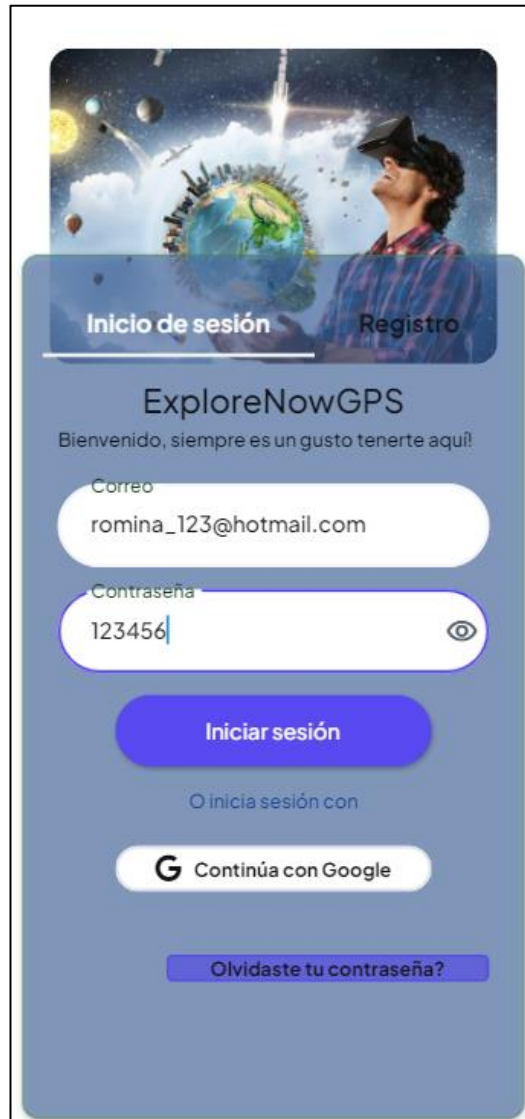 Inicio de sesión Registro
ExploreNowGPS
Bienvenido, siempre es un gusto tenerte aquí!
Correo
romina_123@hotmail.com
Contraseña
123456
Iniciar sesión
O inicia sesión con
G Continúa con Google
Olvidaste tu contraseña?